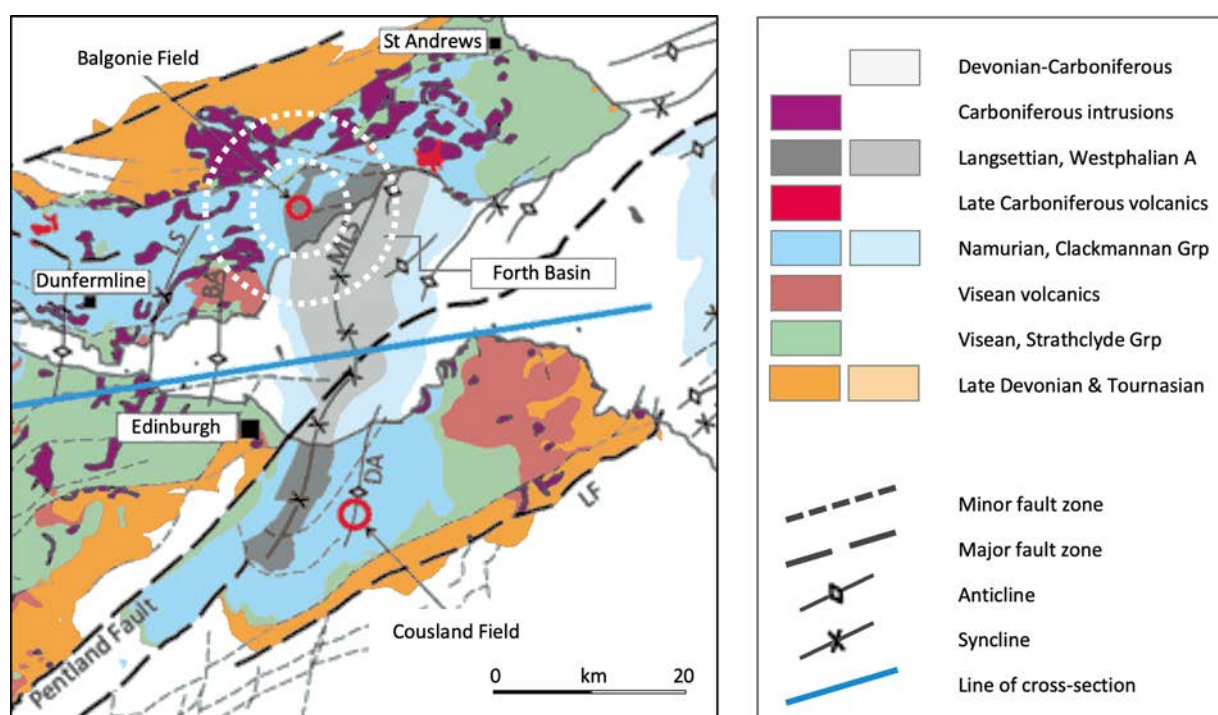 St Andrews
Balgonie Field
LS
MLS
Dunfermline
BA
Forth Basin
Edinburgh
DA
LF
Pentland Fault
Cousland Field
0 km 20
Devonian-Carboniferous
Carboniferous intrusions
Langsettian, Westphalian A
Late Carboniferous volcanics
Namurian, Clackmannan Grp
Visean volcanics
Visean, Strathclyde Grp
Late Devonian & Tournasian
Minor fault zone
Major fault zone
Anticline
Syncline
Line of cross-section